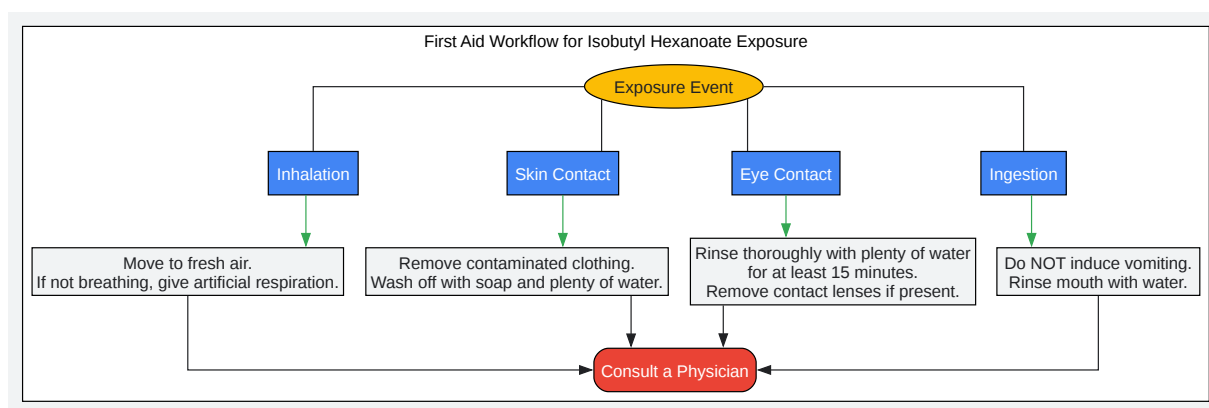 First Aid Workflow for Isobutyl Hexanoate Exposure
Exposure Event
Inhalation
Skin Contact
Eye Contact
Ingestion
Move to fresh air.
If not breathing, give artificial respiration.
Remove contaminated clothing.
Wash off with soap and plenty of water.
Rinse thoroughly with plenty of water
for at least 15 minutes.
Remove contact lenses if present.
Do NOT induce vomiting.
Rinse mouth with water.
Consult a Physician